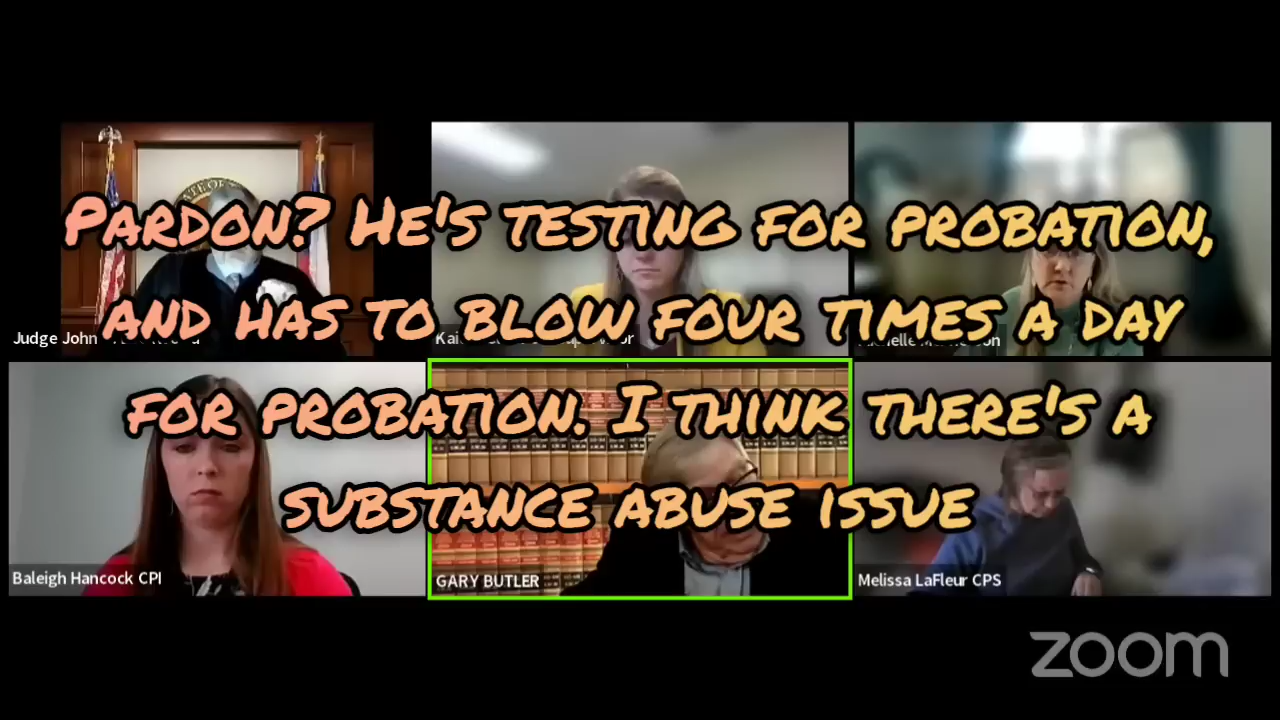 Pardon? He's testing for probation,
and has to blow four times a day
for probation. I think there's a
substance abuse issue
Judge John
Baleigh Hancock CPI
GARY BUTLER
Melissa LaFleur CPS
zoom